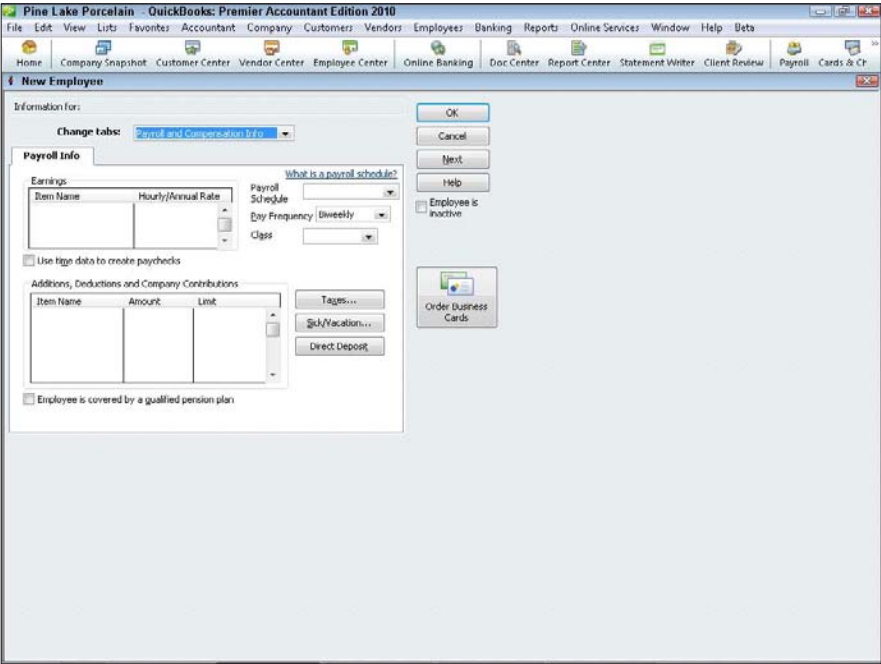 Pine Lake Porcelain - QuickBooks: Premier Accountant Edition 2010
File Edit View Lists Favorites Accountant Company Customers Vendors Employees Banking Reports Online Services Window Help Beta
Home Company Snapshot Customer Center Vendor Center Employee Center Online Banking Doc Center Report Center Statement Writer Client Review Payroll Cards & Ch »
New Employee
Information for:
Change tabs: Payroll and Compensation Info
Payroll Info
What is a payroll schedule?
Earnings
Item Name Hourly/Annual Rate
Payroll Schedule
Pay Frequency Biweekly
Class
Use time data to create paychecks
Additions, Deductions and Company Contributions
Item Name Amount Limit
Taxes...
Sick/Vacation...
Direct Deposit
Employee is covered by a qualified pension plan
OK
Cancel
Next
Help
Employee is
inactive
Order Business
Cards